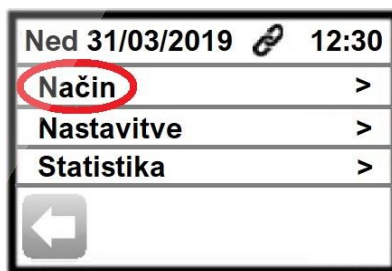 Ned 31/03/2019 12:30
Način >
Nastavitve >
Statistika >